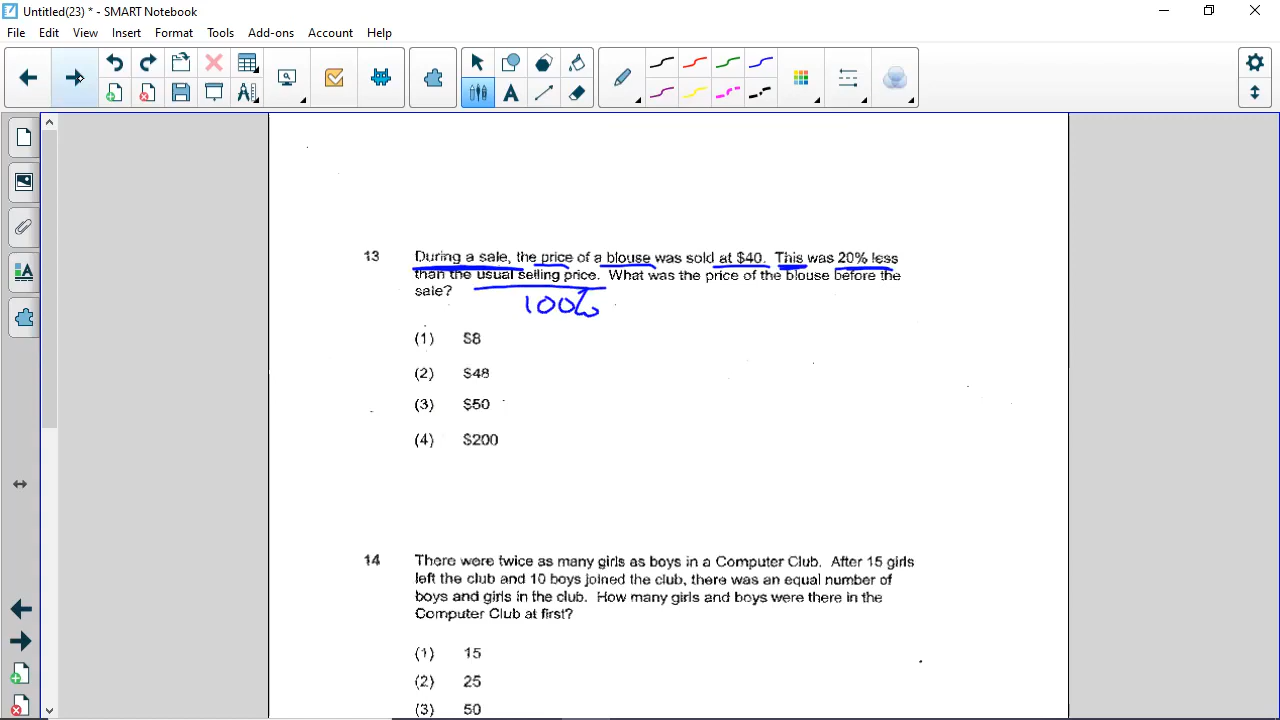 Untitled(23) * - SMART Notebook
File Edit View Insert Format Tools Add-ons Account Help
13 During a sale, the price of a blouse was sold at $40. This was 20% less
than the usual selling price. What was the price of the blouse before the
sale?
100%
(1) $8
(2) $48
(3) $50
(4) $200
14 There were twice as many girls as boys in a Computer Club. After 15 girls
left the club and 10 boys joined the club, there was an equal number of
boys and girls in the club. How many girls and boys were there in the
Computer Club at first?
(1) 15
(2) 25
(3) 50